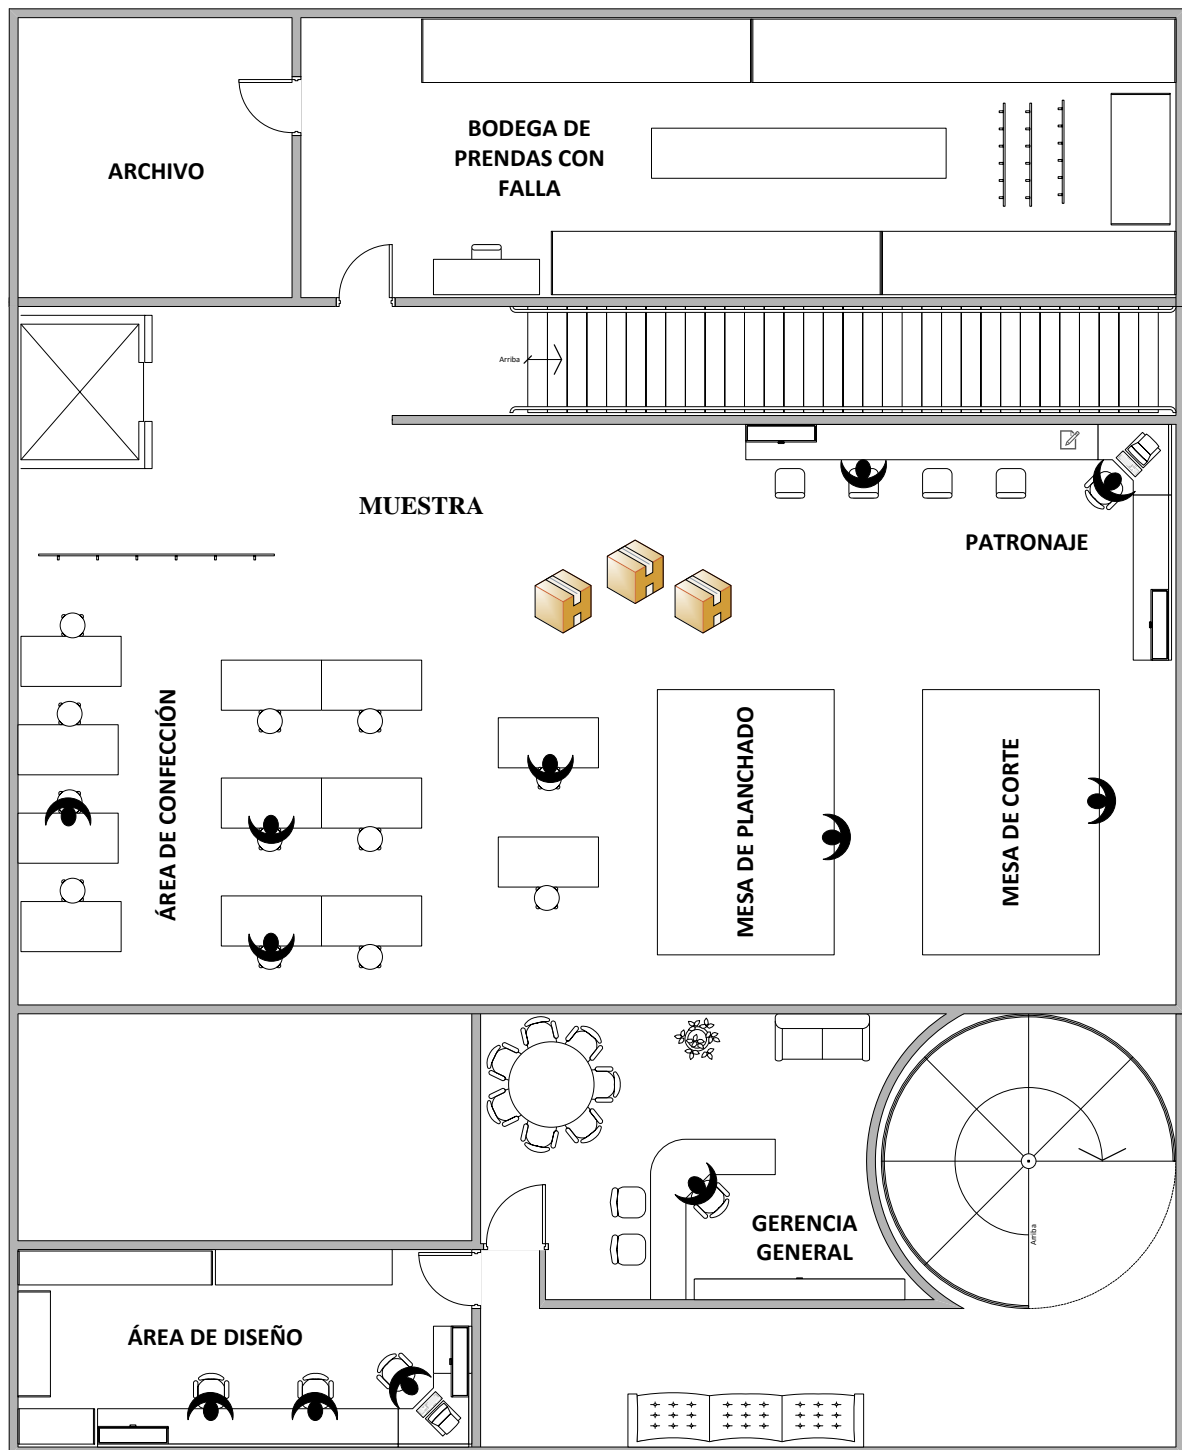 ARCHIVO
BODEGA DE
PRENDAS CON
FALLA
Arriba
MUESTRA
PATRONAJE
ÁREA DE CONFECCIÓN
MESA DE PLANCHADO
MESA DE CORTE
GERENCIA
GENERAL
Arriba
ÁREA DE DISEÑO